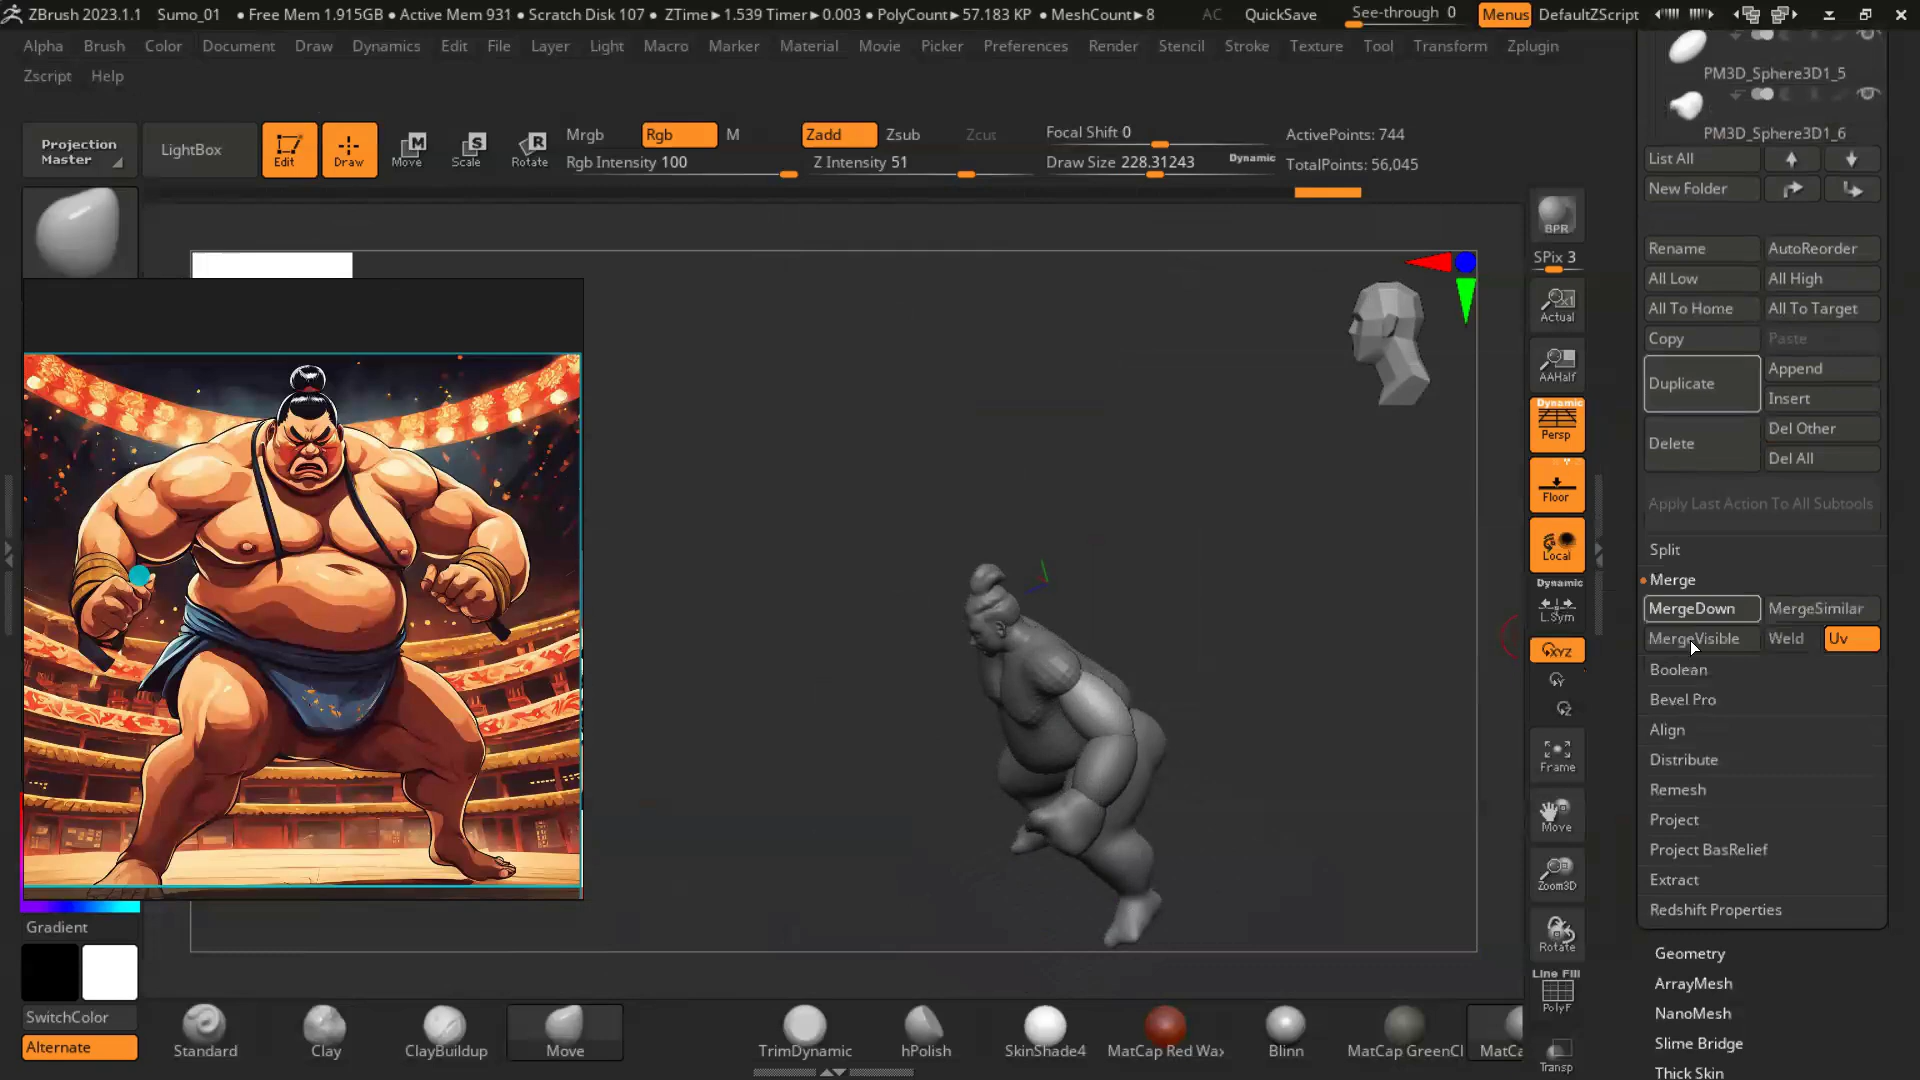 ZBrush 2023.1.1 Sumo_01 • Free Mem 1.915GB • Active Mem 931 • Scratch Disk 107 • ZTime►1.539 Timer►0.003 • PolyCount►57.183 KP • MeshCount►8 AC QuickSave See-through 0 Menus DefaultZScript
Alpha Brush Color Document Draw Dynamics Edit File Layer Light Macro Marker Material Movie Picker Preferences Render Stencil Stroke Texture Tool Transform Zplugin
Zscript Help
Projection Master
LightBox
Edit
Draw
Move
Scale
Rotate
Mrgb Rgb M Zadd Zsub Zcut
Rgb Intensity 100 Z Intensity 51
Focal Shift 0
Draw Size 228.31243 Dynamic
ActivePoints: 744
TotalPoints: 56,045
BPR
SPix 3
Actual
AAHalf
Dynamic
Persp
Floor
Local
Dynamic
L.Sym
XYZ
Frame
Move
Zoom3D
Rotate
Line Fill
PolyF
Transp
PM3D_Sphere3D1_5
PM3D_Sphere3D1_6
List All
New Folder
Rename AutoReorder
All Low All High
All To Home All To Target
Copy Paste
Duplicate Append
Insert
Delete Del Other
Del All
Apply Last Action To All Subtools
Split
Merge
MergeDown MergeSimilar
MergeVisible Weld Uv
Boolean
Bevel Pro
Align
Distribute
Remesh
Project
Project BasRelief
Extract
Redshift Properties
Geometry
ArrayMesh
NanoMesh
Slime Bridge
Thick Skin
Gradient
SwitchColor
Alternate
Standard Clay ClayBuildup Move TrimDynamic hPolish SkinShade4 MatCap Red Wax Blinn MatCap GreenCl MatCa